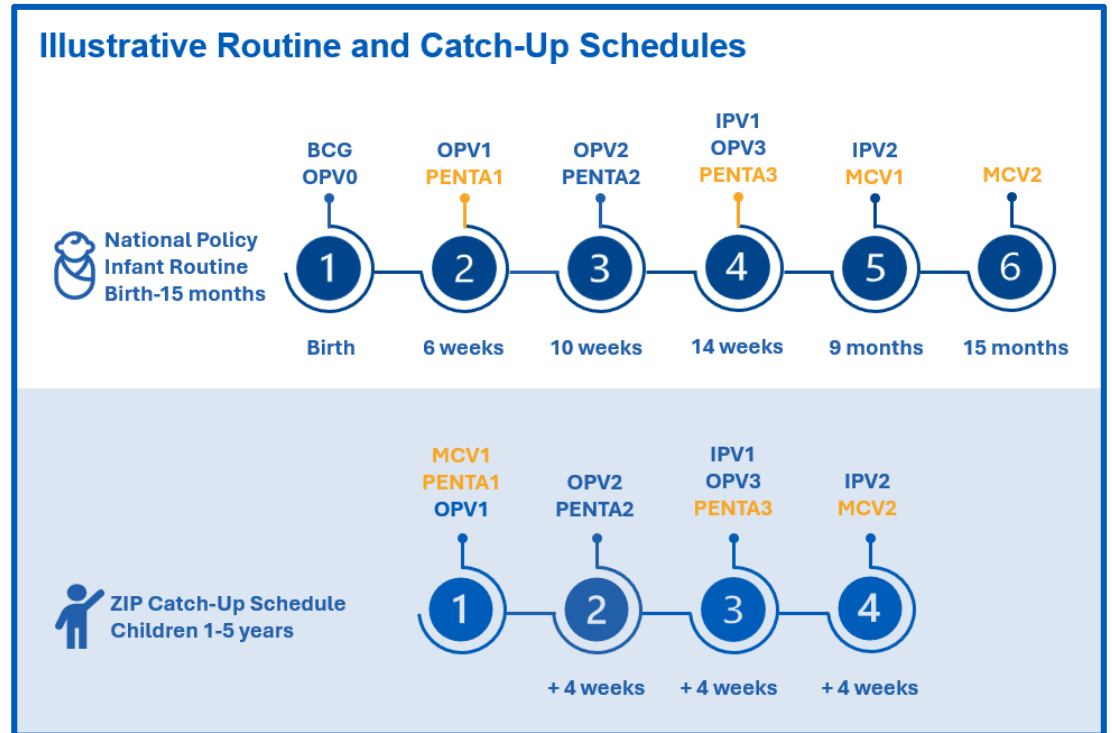 Illustrative Routine and Catch-Up Schedules
BCG
OPV0
OPV1
PENTA1
OPV2
PENTA2
IPV1
OPV3
PENTA3
IPV2
MCV1
MCV2
National Policy
Infant Routine
Birth-15 months
1
2
3
4
5
6
Birth
6 weeks
10 weeks
14 weeks
9 months
15 months
MCV1
PENTA1
OPV1
OPV2
PENTA2
IPV1
OPV3
PENTA3
IPV2
MCV2
ZIP Catch-Up Schedule
Children 1-5 years
1
2
3
4
+ 4 weeks
+ 4 weeks
+ 4 weeks